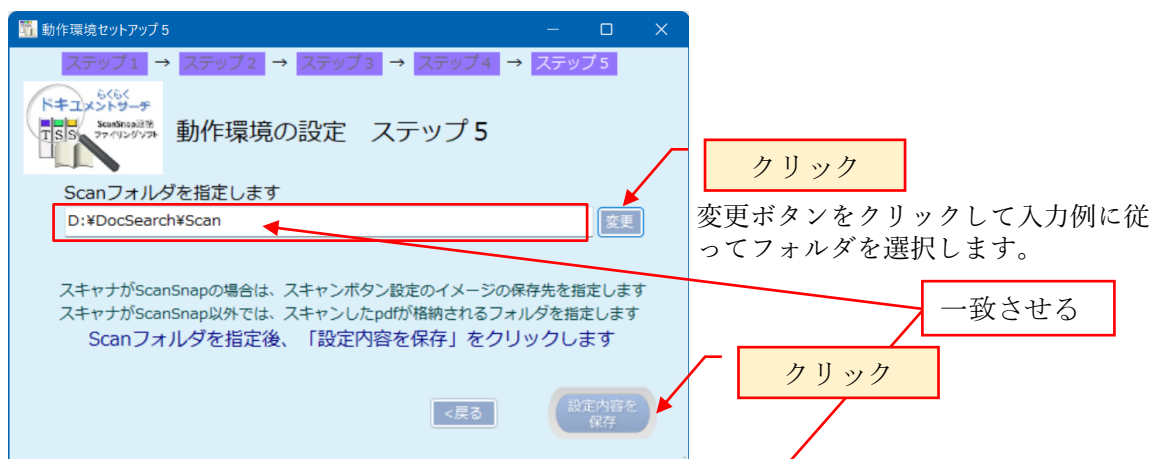 動作環境セットアップ5
ステップ1 → ステップ2 → ステップ3 → ステップ4 → ステップ5
らくらく
ドキュメントサーチ
ScanSnap連携
ファイリングソフト
TSS
動作環境の設定 ステップ5
クリック
Scanフォルダを指定します
D:¥DocSearch¥Scan
変更
変更ボタンをクリックして入力例に従
ってフォルダを選択します。
スキャナがScanSnapの場合は、スキャンボタン設定のイメージの保存先を指定します
スキャナがScanSnap以外では、スキャンしたpdfが格納されるフォルダを指定します
一致させる
Scanフォルダを指定後、「設定内容を保存」をクリックします
クリック
<戻る
設定内容を
保存